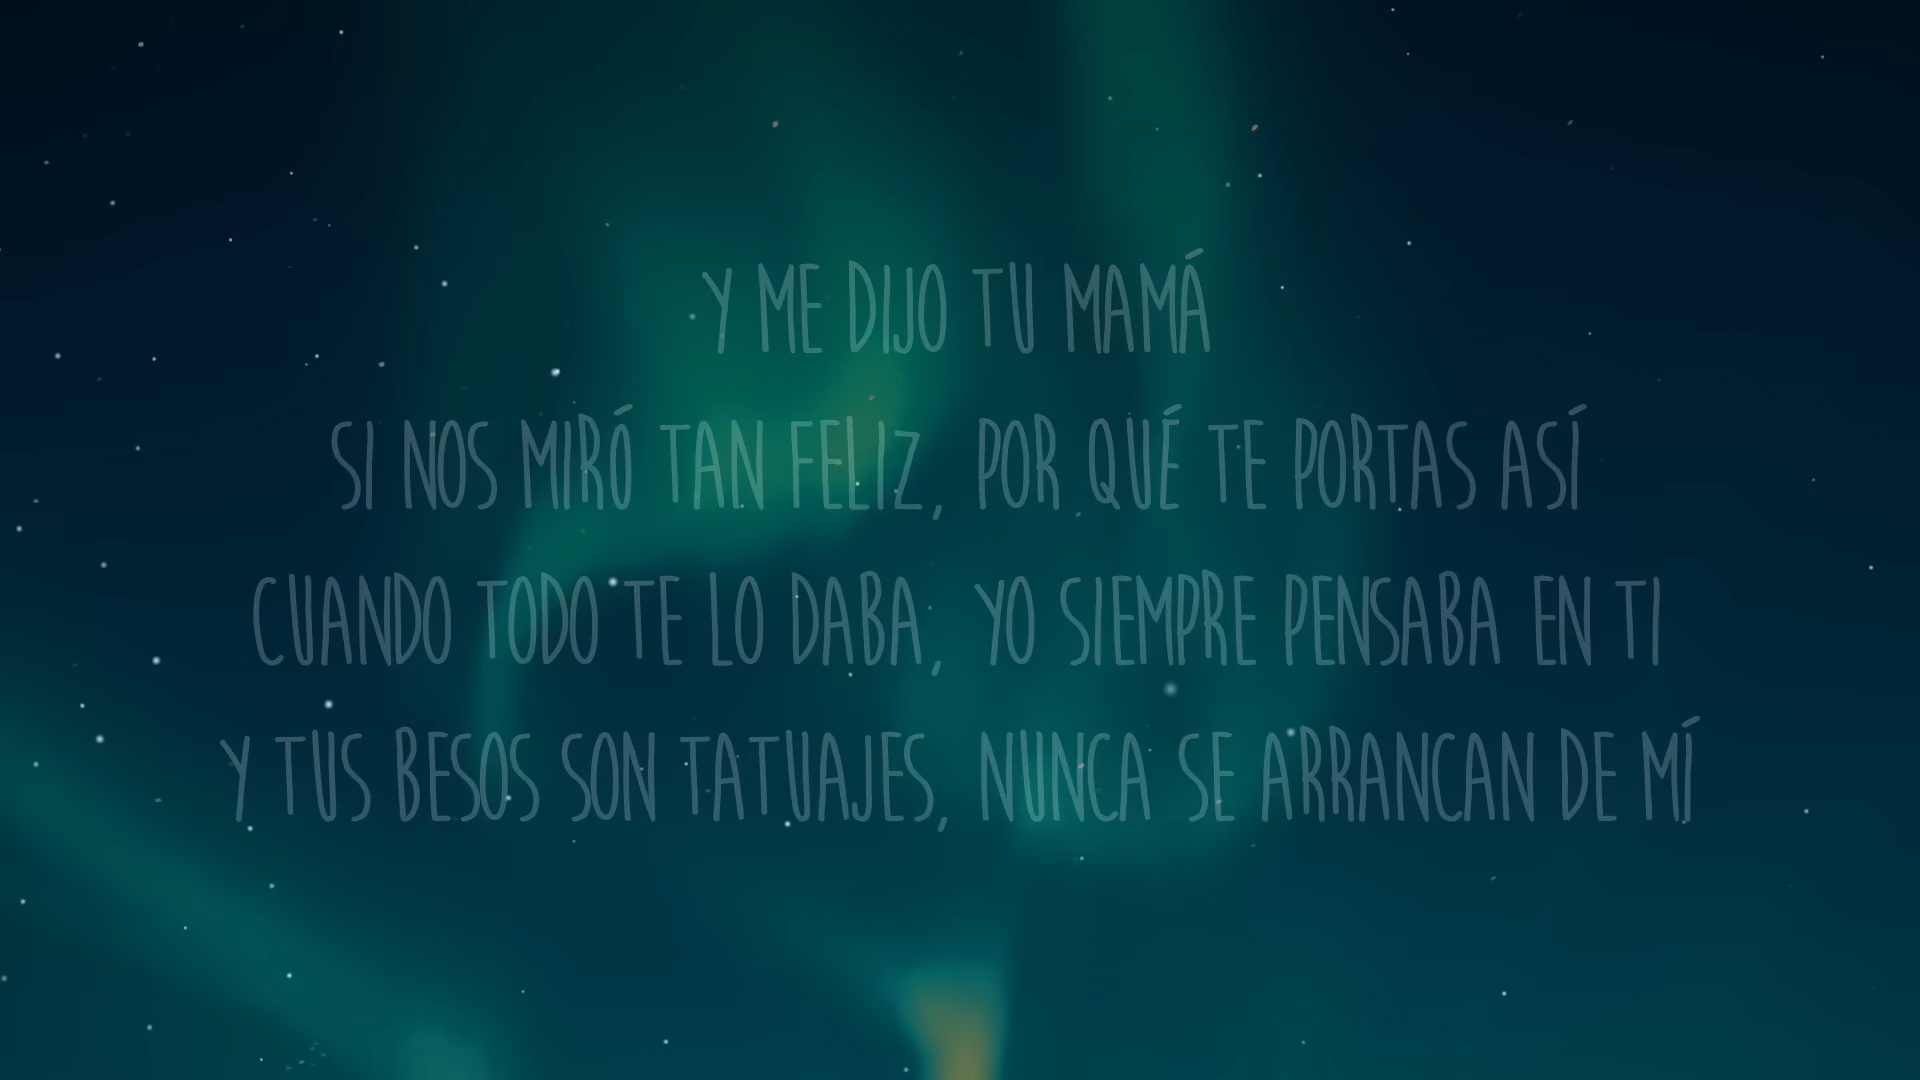 Y ME DIJO TU MAMÁ
SI NOS MIRÓ TAN FELIZ, POR QUÉ TE PORTAS ASÍ
CUANDO TODO TE LO DABA, YO SIEMPRE PENSABA EN TI
Y TUS BESOS SON TATUAJES, NUNCA SE ARRANCAN DE MÍ